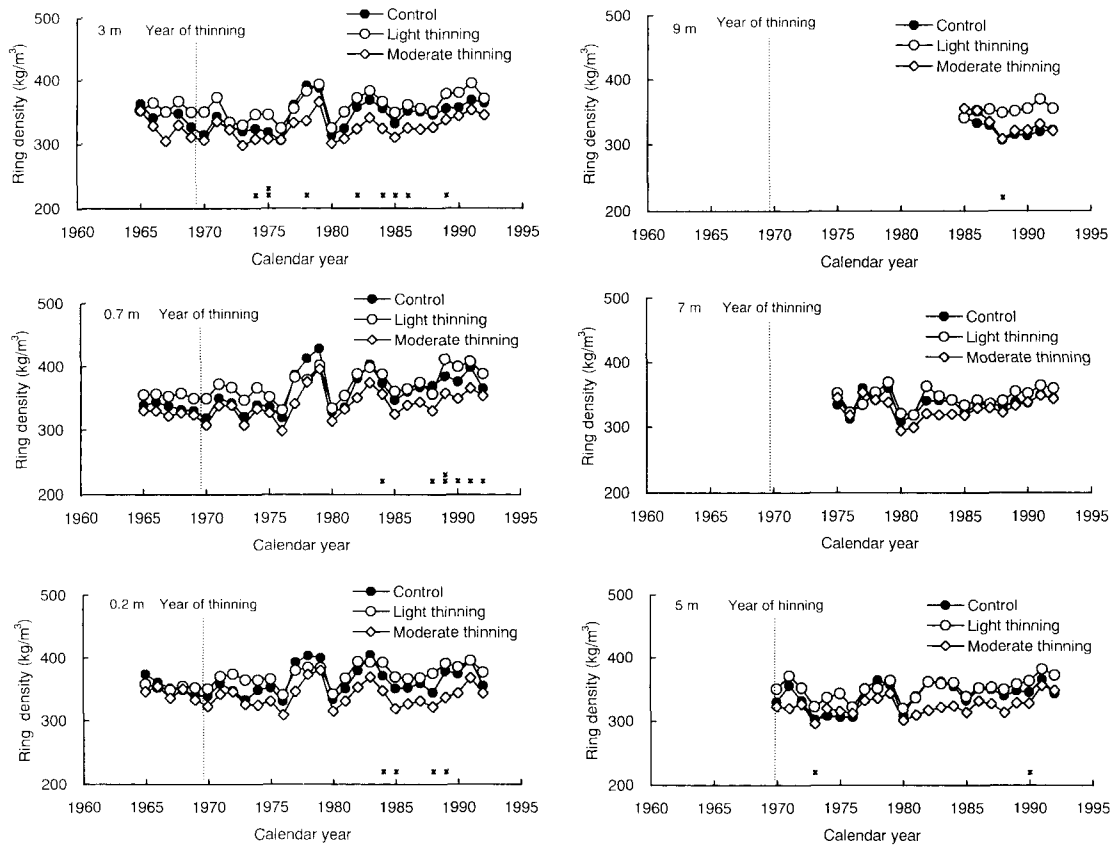 500
3 m Year of thinning
Control
Light thinning
Moderate thinning
400
300
200
Ring density (kg/m³)
1960 1965 1970 1975 1980 1985 1990 1995
Calendar year
500
9 m Year of thinning
Control
Light thinning
Moderate thinning
400
300
200
Ring density (kg/m³)
1960 1965 1970 1975 1980 1985 1990 1995
Calendar year
500
0.7 m Year of thinning
Control
Light thinning
Moderate thinning
400
300
200
Ring density (kg/m³)
1960 1965 1970 1975 1980 1985 1990 1995
Calendar year
500
7 m Year of thinning
Control
Light thinning
Moderate thinning
400
300
200
Ring density (kg/m³)
1960 1965 1970 1975 1980 1985 1990 1995
Calendar year
500
0.2 m Year of thinning
Control
Light thinning
Moderate thinning
400
300
200
Ring density (kg/m³)
1960 1965 1970 1975 1980 1985 1990 1995
Calendar year
500
5 m Year of hinning
Control
Light thinning
Moderate thinning
400
300
200
Ring density (kg/m³)
1960 1965 1970 1975 1980 1985 1990 1995
Calendar year